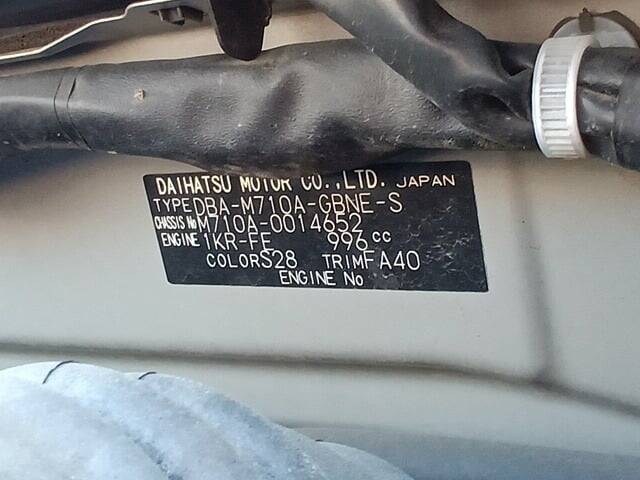 DAIHATSU MOTOR CO.,LTD. JAPAN
TYPE DBA-M710A-GBNE-S
CHASSIS No M710A-0014652
ENGINE 1KR-FE 996 cc
COLOR S28 TRIM FA40
ENGINE No